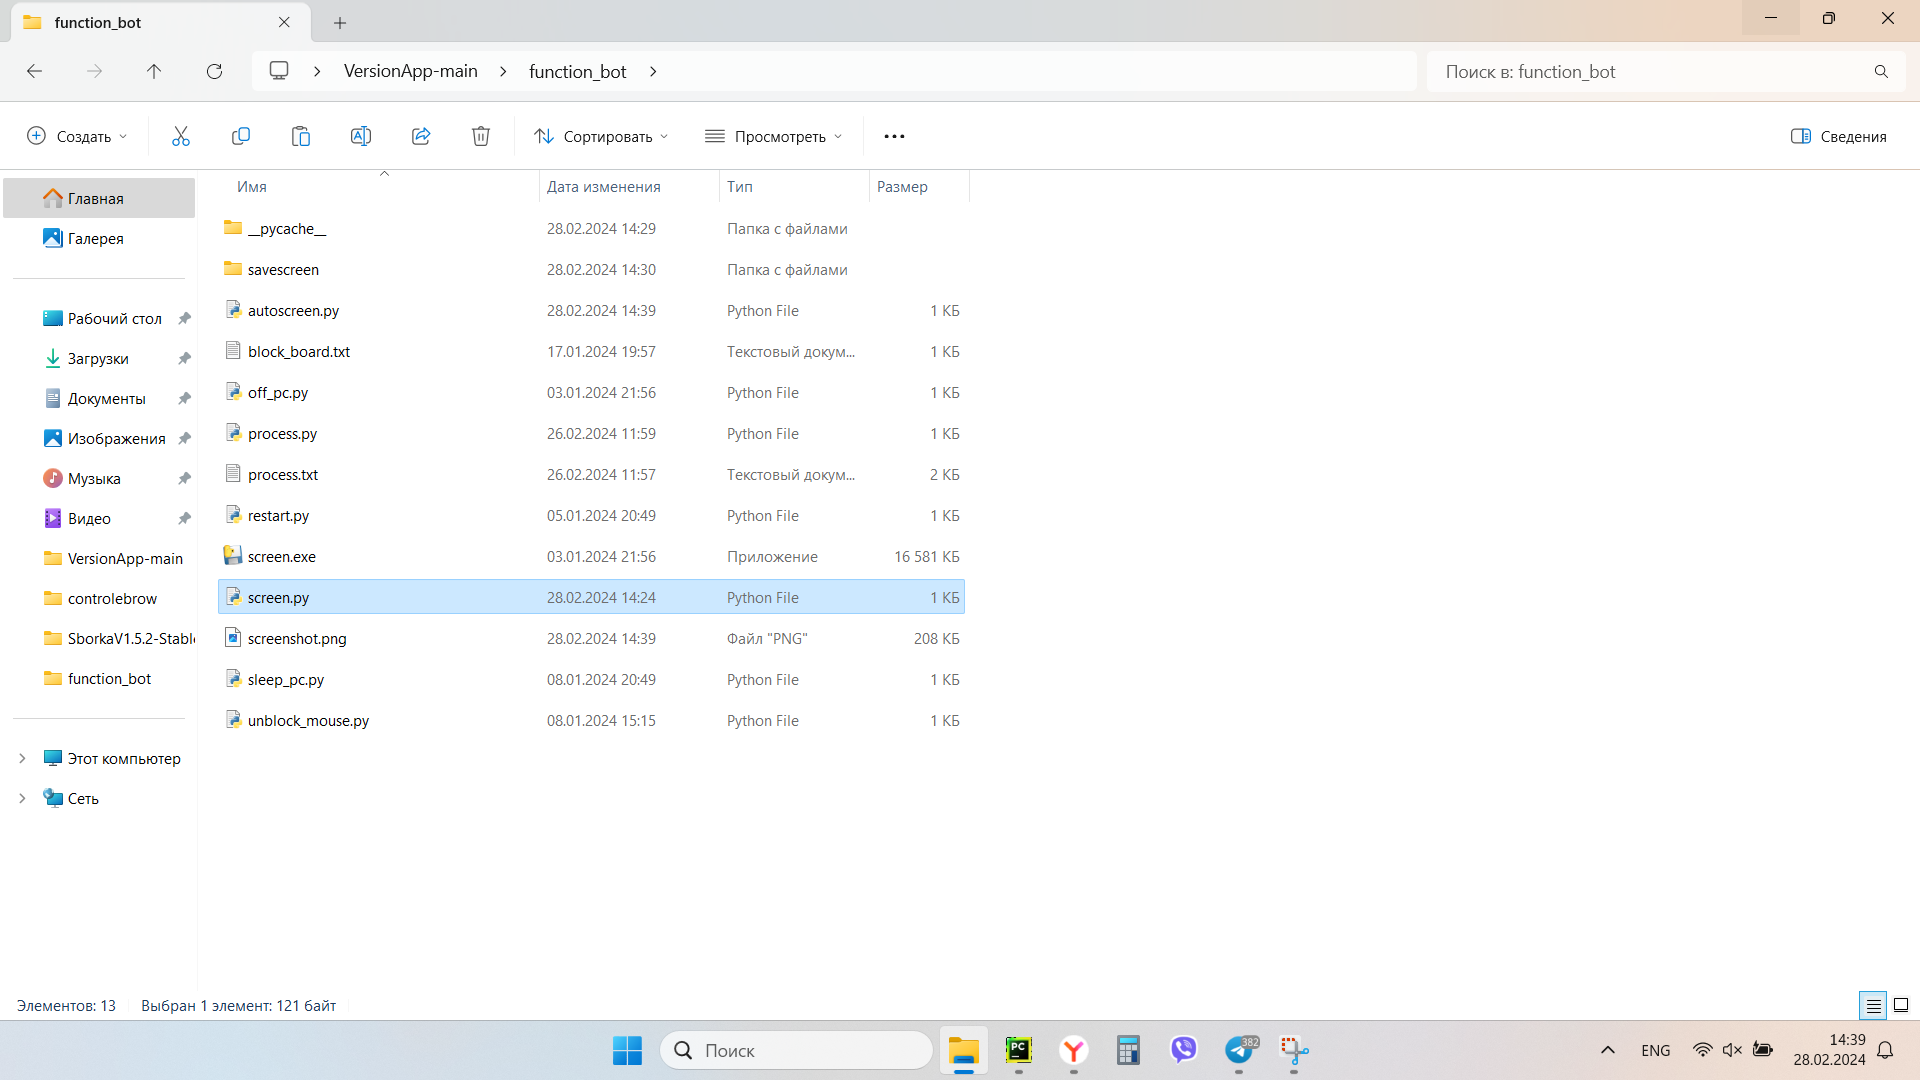 function_bot
VersionApp-main
function_bot
Поиск в: function_bot
Создать
Сортировать
Просмотреть
Сведения
Имя
Дата изменения
Тип
Размер
Главная
Галерея
Рабочий стол
Загрузки
Документы
Изображения
Музыка
Видео
VersionApp-main
controlebrow
SborkaV1.5.2-Stabl
function_bot
Этот компьютер
Сеть
__pycache__ 28.02.2024 14:29 Папка с файлами
savescreen 28.02.2024 14:30 Папка с файлами
autoscreen.py 28.02.2024 14:39 Python File 1 КБ
block_board.txt 17.01.2024 19:57 Текстовый докум... 1 КБ
off_pc.py 03.01.2024 21:56 Python File 1 КБ
process.py 26.02.2024 11:59 Python File 1 КБ
process.txt 26.02.2024 11:57 Текстовый докум... 2 КБ
restart.py 05.01.2024 20:49 Python File 1 КБ
screen.exe 03.01.2024 21:56 Приложение 16 581 КБ
screen.py 28.02.2024 14:24 Python File 1 КБ
screenshot.png 28.02.2024 14:39 Файл "PNG" 208 КБ
sleep_pc.py 08.01.2024 20:49 Python File 1 КБ
unblock_mouse.py 08.01.2024 15:15 Python File 1 КБ
Элементов: 13
Выбран 1 элемент: 121 байт
Поиск
PC
382
ENG
14:39
28.02.2024